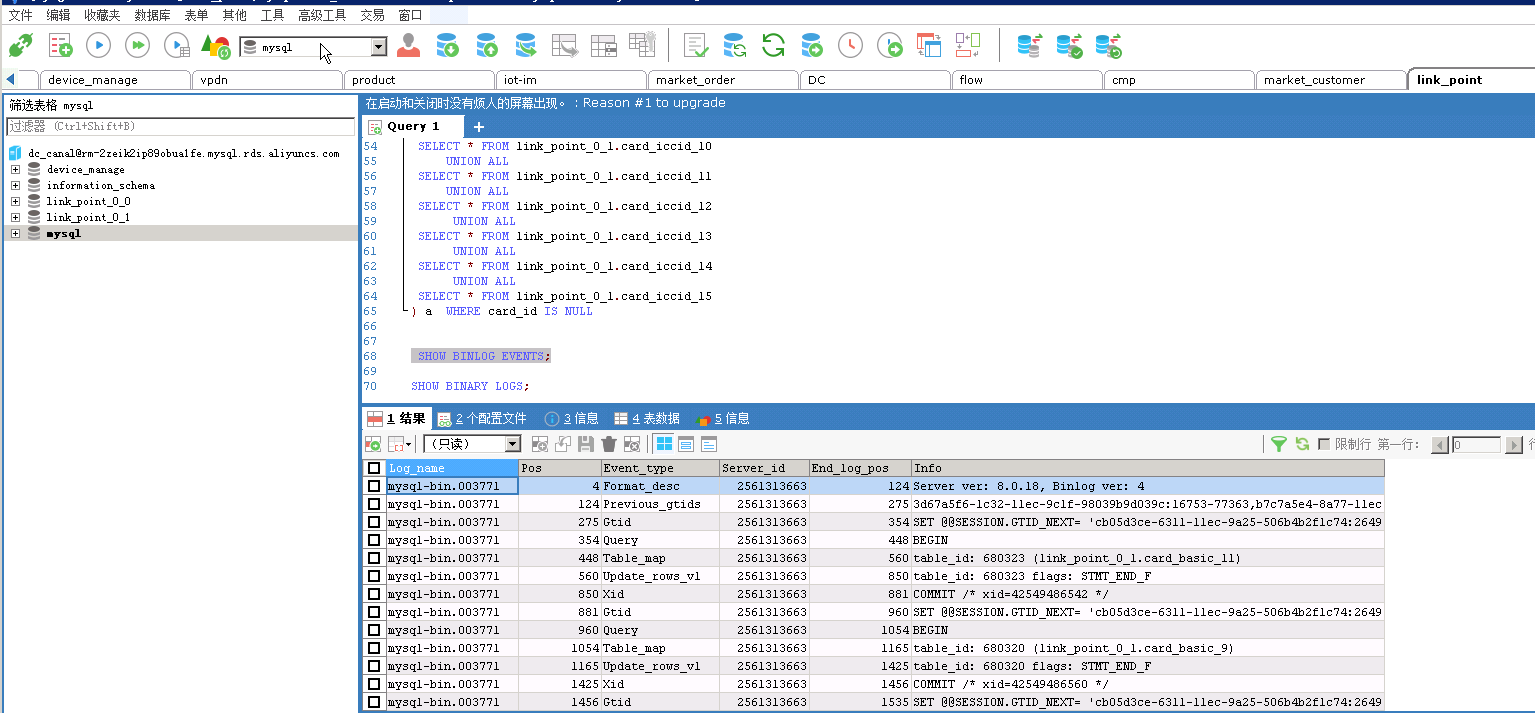 文件 编辑 收藏夹 数据库 表单 其他 工具 高级工具 交易 窗口
mysql
device_manage vpdn product iot-im market_order DC flow cmp market_customer link_point
筛选表格 mysql
过滤器 (Ctrl+Shift+B)
dc_canal@rm-2zeik2ip89obualfe.mysql.rds.aliyuncs.com
device_manage
information_schema
link_point_0_0
link_point_0_1
mysql
在启动和关闭时没有烦人的屏幕出现。 : Reason #1 to upgrade
Query 1 +
54 SELECT * FROM link_point_0_1.card_iccid_10
55 UNION ALL
56 SELECT * FROM link_point_0_1.card_iccid_11
57 UNION ALL
58 SELECT * FROM link_point_0_1.card_iccid_12
59 UNION ALL
60 SELECT * FROM link_point_0_1.card_iccid_13
61 UNION ALL
62 SELECT * FROM link_point_0_1.card_iccid_14
63 UNION ALL
64 SELECT * FROM link_point_0_1.card_iccid_15
65 ) a WHERE card_id IS NULL
66
67
68 SHOW BINLOG EVENTS;
69
70 SHOW BINARY LOGS;
1 结果 2 个配置文件 3 信息 4 表数据 5 信息
(只读) 限制行 第一行: 0
Log_name Pos Event_type Server_id End_log_pos Info
mysql-bin.003771 4 Format_desc 2561313663 124 Server ver: 8.0.18, Binlog ver: 4
mysql-bin.003771 124 Previous_gtids 2561313663 275 3d67a5f6-1c32-11ec-9c1f-98039b9d039c:16753-77363,b7c7a5e4-8a77-11ec
mysql-bin.003771 275 Gtid 2561313663 354 SET @@SESSION.GTID_NEXT= 'cb05d3ce-6311-11ec-9a25-506b4b2f1c74:2649
mysql-bin.003771 354 Query 2561313663 448 BEGIN
mysql-bin.003771 448 Table_map 2561313663 560 table_id: 680323 (link_point_0_1.card_basic_11)
mysql-bin.003771 560 Update_rows_v1 2561313663 850 table_id: 680323 flags: STMT_END_F
mysql-bin.003771 850 Xid 2561313663 881 COMMIT /* xid=42549486542 */
mysql-bin.003771 881 Gtid 2561313663 960 SET @@SESSION.GTID_NEXT= 'cb05d3ce-6311-11ec-9a25-506b4b2f1c74:2649
mysql-bin.003771 960 Query 2561313663 1054 BEGIN
mysql-bin.003771 1054 Table_map 2561313663 1165 table_id: 680320 (link_point_0_1.card_basic_9)
mysql-bin.003771 1165 Update_rows_v1 2561313663 1425 table_id: 680320 flags: STMT_END_F
mysql-bin.003771 1425 Xid 2561313663 1456 COMMIT /* xid=42549486560 */
mysql-bin.003771 1456 Gtid 2561313663 1535 SET @@SESSION.GTID_NEXT= 'cb05d3ce-6311-11ec-9a25-506b4b2f1c74:2649